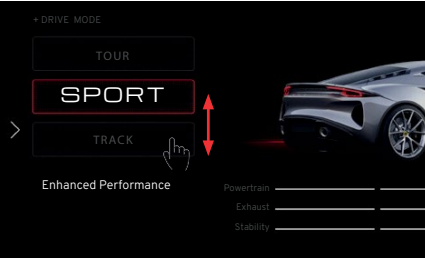 + DRIVE MODE
TOUR
SPORT
TRACK
Enhanced Performance
Powertrain
Exhaust
Stability